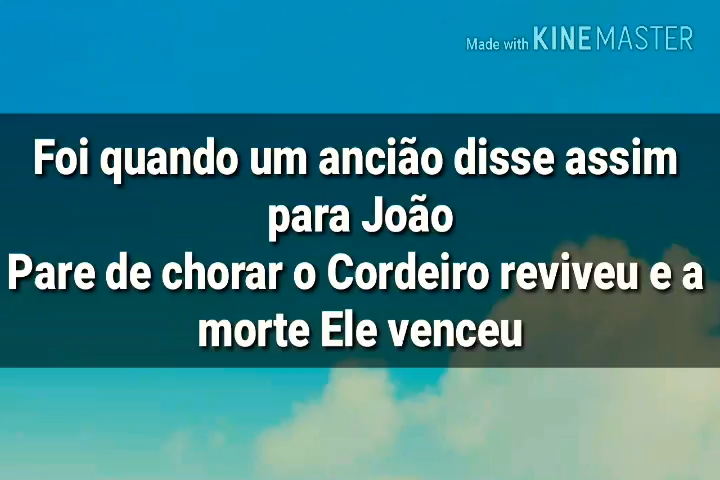 Made with KINEMASTER
Foi quando um ancião disse assim
para João
Pare de chorar o Cordeiro reviveu e a
morte Ele venceu